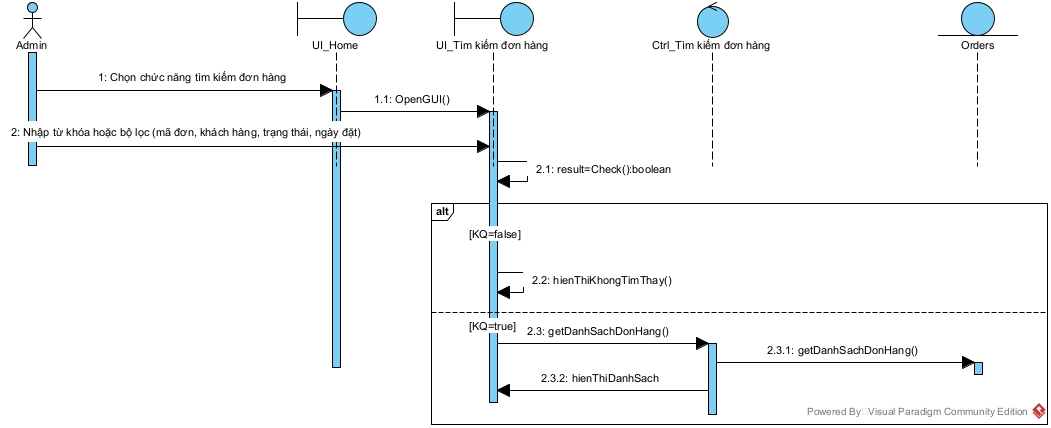 Admin
UI_Home
UI_Tìm kiếm đơn hàng
Ctrl_Tìm kiếm đơn hàng
Orders
1: Chọn chức năng tìm kiếm đơn hàng
1.1: OpenGUI()
2: Nhập từ khóa hoặc bộ lọc (mã đơn, khách hàng, trạng thái, ngày đặt)
2.1: result=Check():boolean
alt
[KQ=false]
2.2: hienThiKhongTimThay()
[KQ=true]
2.3: getDanhSachDonHang()
2.3.1: getDanhSachDonHang()
2.3.2: hienThiDanhSach
Powered By Visual Paradigm Community Edition